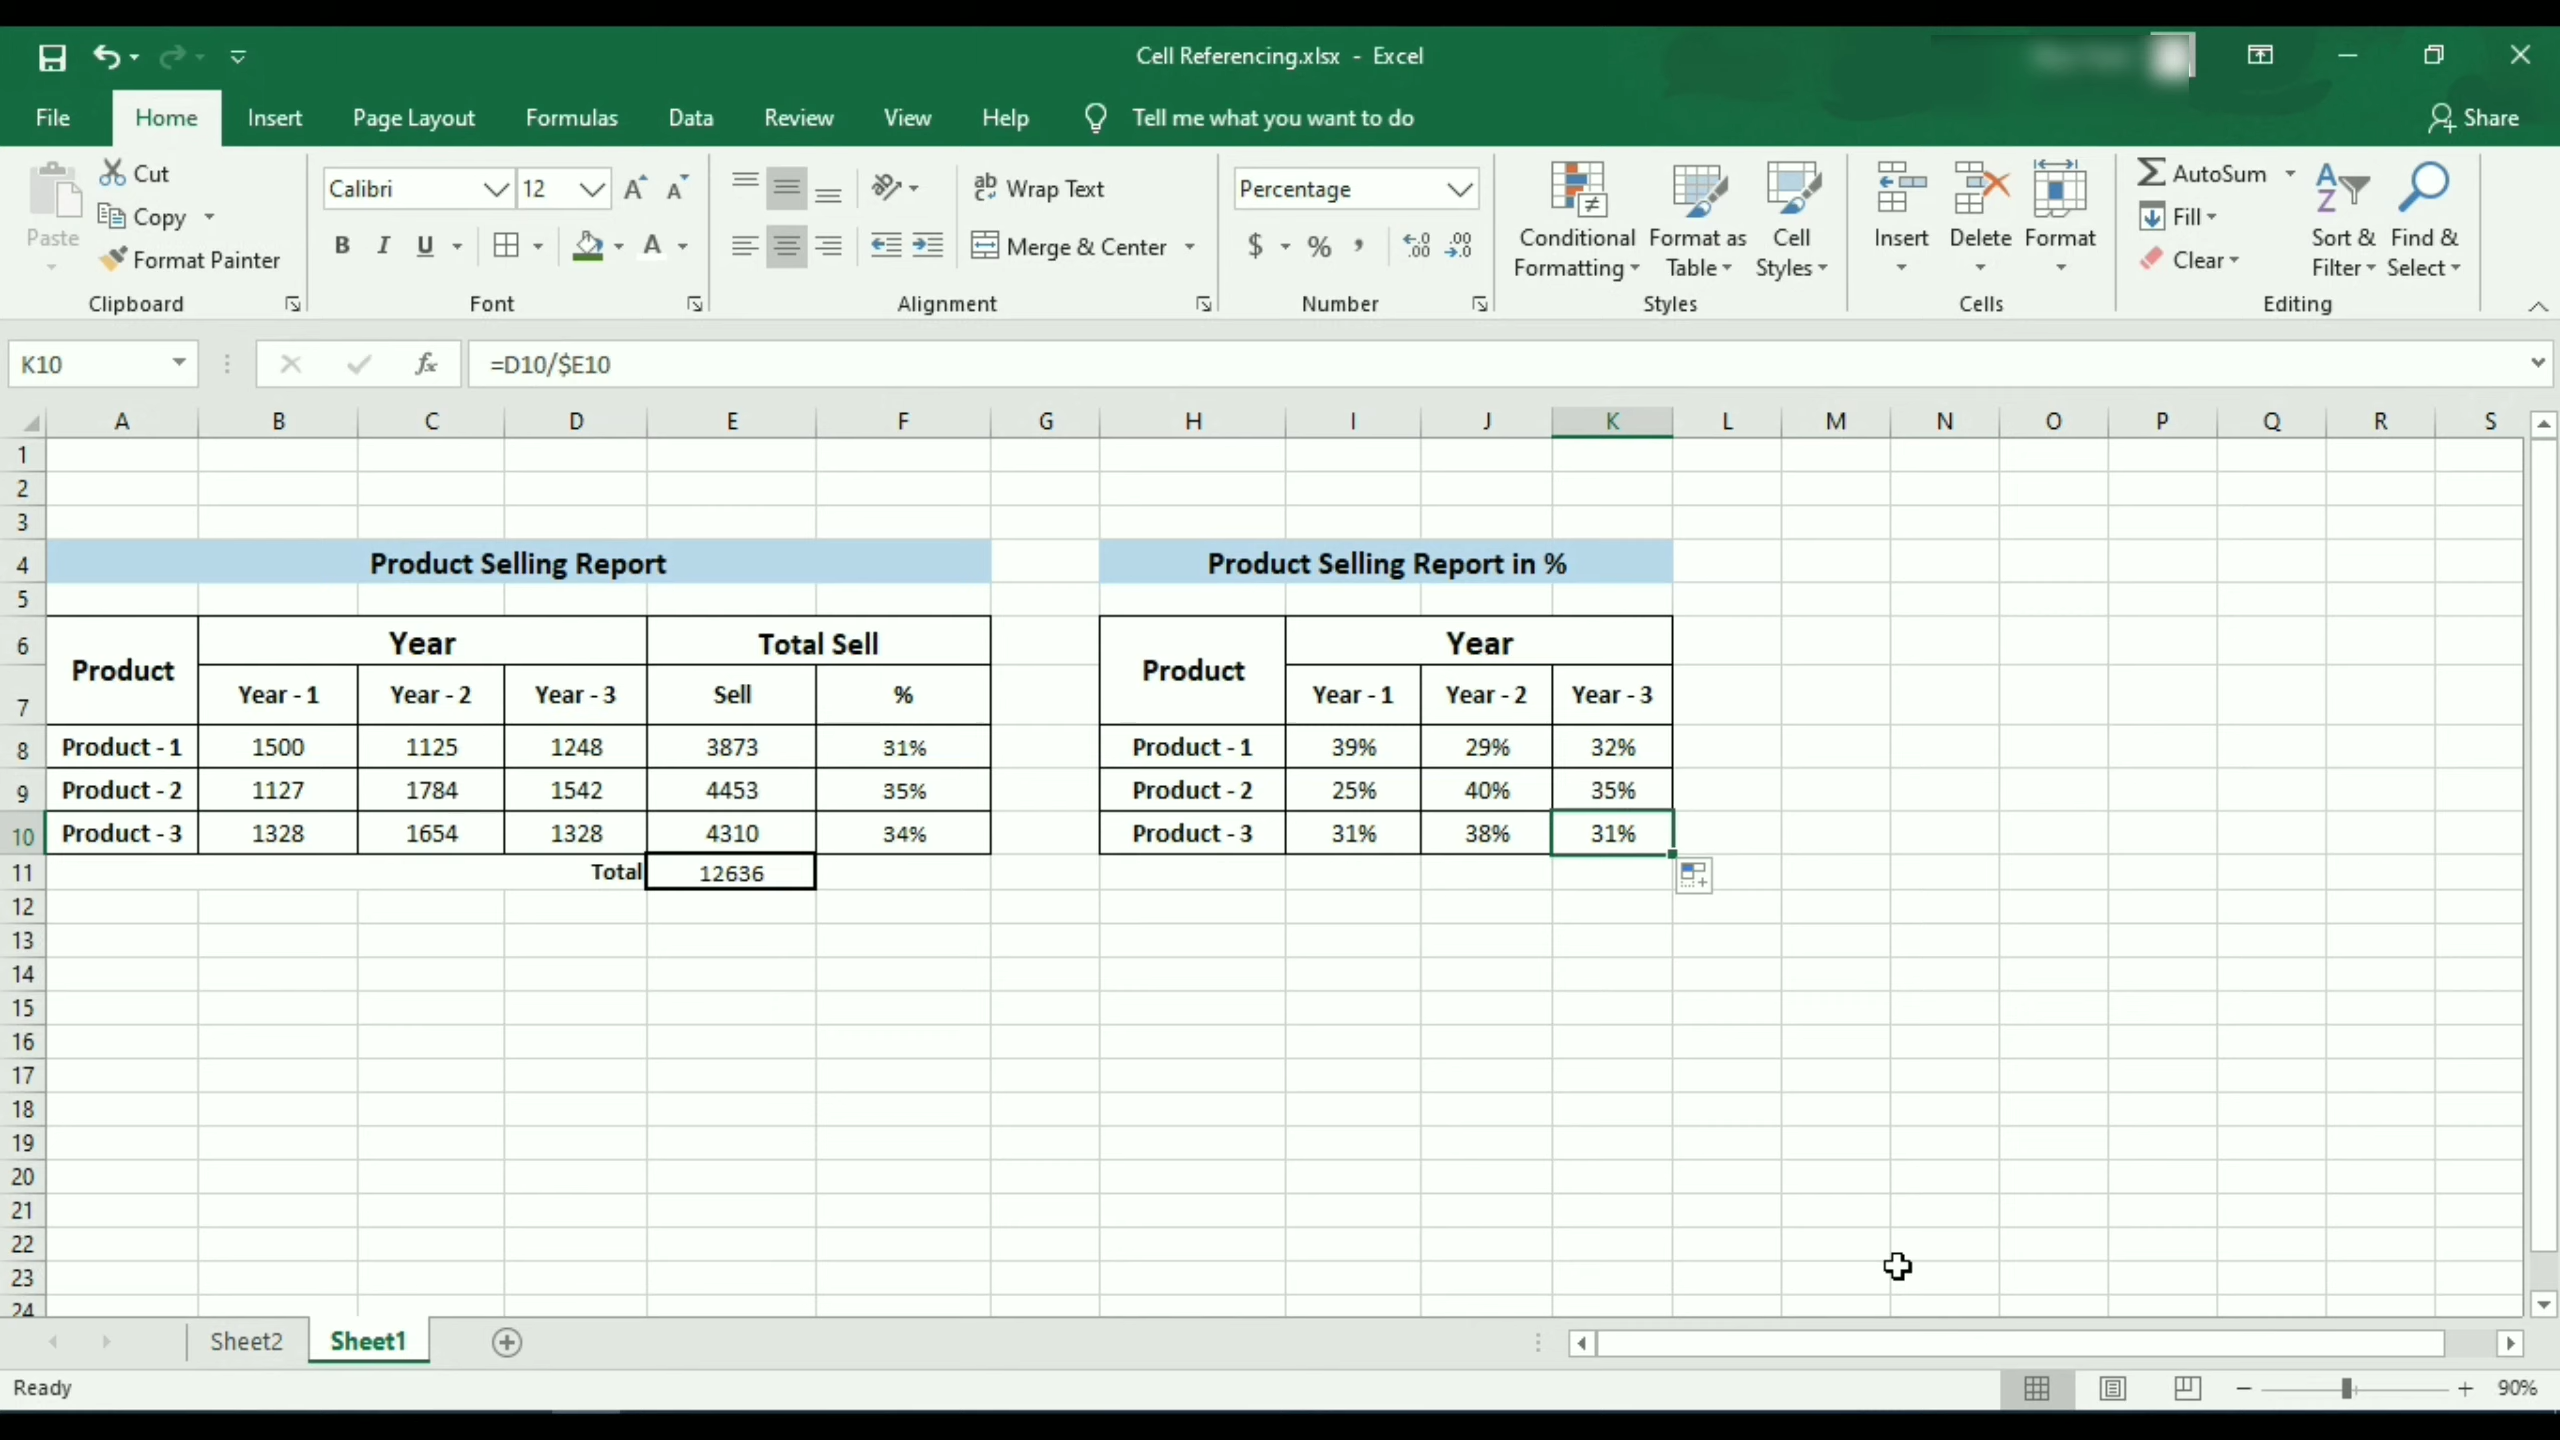 Cell Referencing.xlsx - Excel
File Home Insert Page Layout Formulas Data Review View Help Tell me what you want to do Share
Paste
Cut
Copy
Format Painter
Clipboard
Calibri 12
B I U A
Font
Wrap Text
Merge & Center
Alignment
Percentage
$ % ,
Number
Conditional Formatting
Format as Table
Cell Styles
Styles
Insert Delete Format
Cells
AutoSum
Fill
Clear
Sort & Filter
Find & Select
Editing
K10 fx =D10/$E10
A B C D E F G H I J K L M N O P Q R S
1
2
3
4 Product Selling Report Product Selling Report in %
5
6 Product Year Total Sell Product Year
7 Year - 1 Year - 2 Year - 3 Sell % Year - 1 Year - 2 Year - 3
8 Product - 1 1500 1125 1248 3873 31% Product - 1 39% 29% 32%
9 Product - 2 1127 1784 1542 4453 35% Product - 2 25% 40% 35%
10 Product - 3 1328 1654 1328 4310 34% Product - 3 31% 38% 31%
11 Total 12636
12
13
14
15
16
17
18
19
20
21
22
23
24
Sheet2 Sheet1
Ready 90%